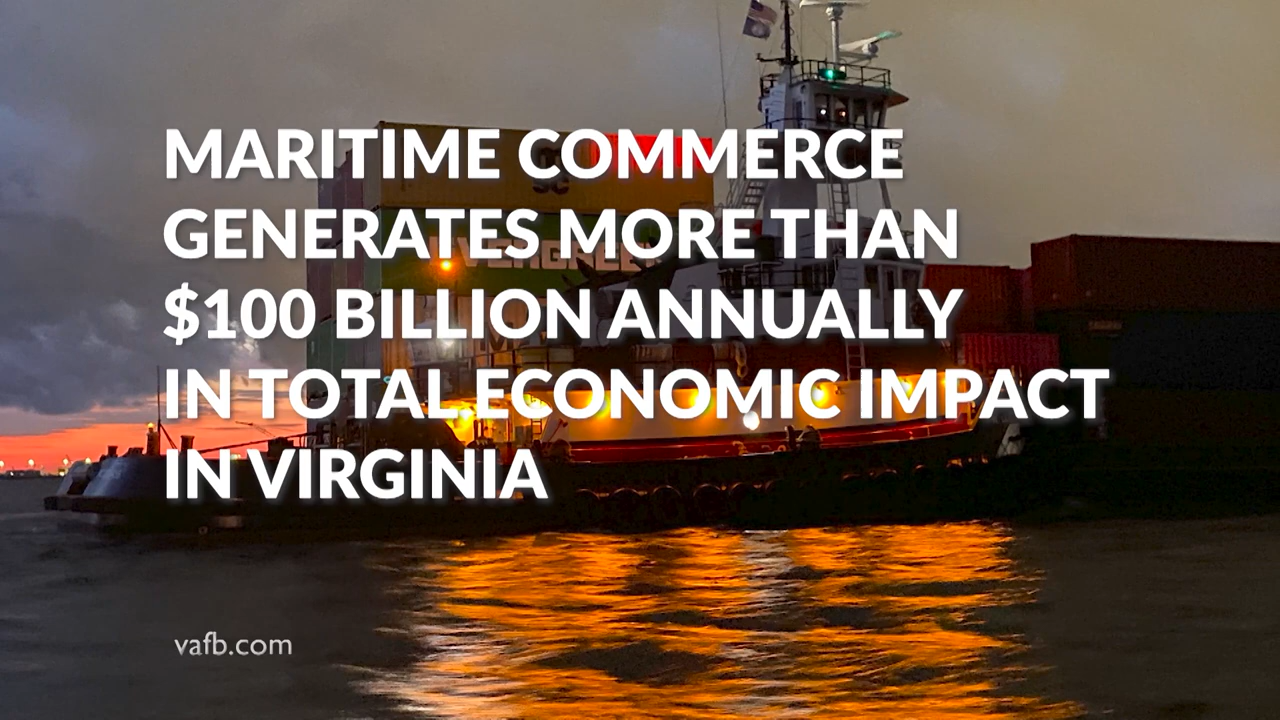 MARITIME COMMERCE
GENERATES MORE THAN
$100 BILLION ANNUALLY
IN TOTAL ECONOMIC IMPACT
IN VIRGINIA
vafb.com